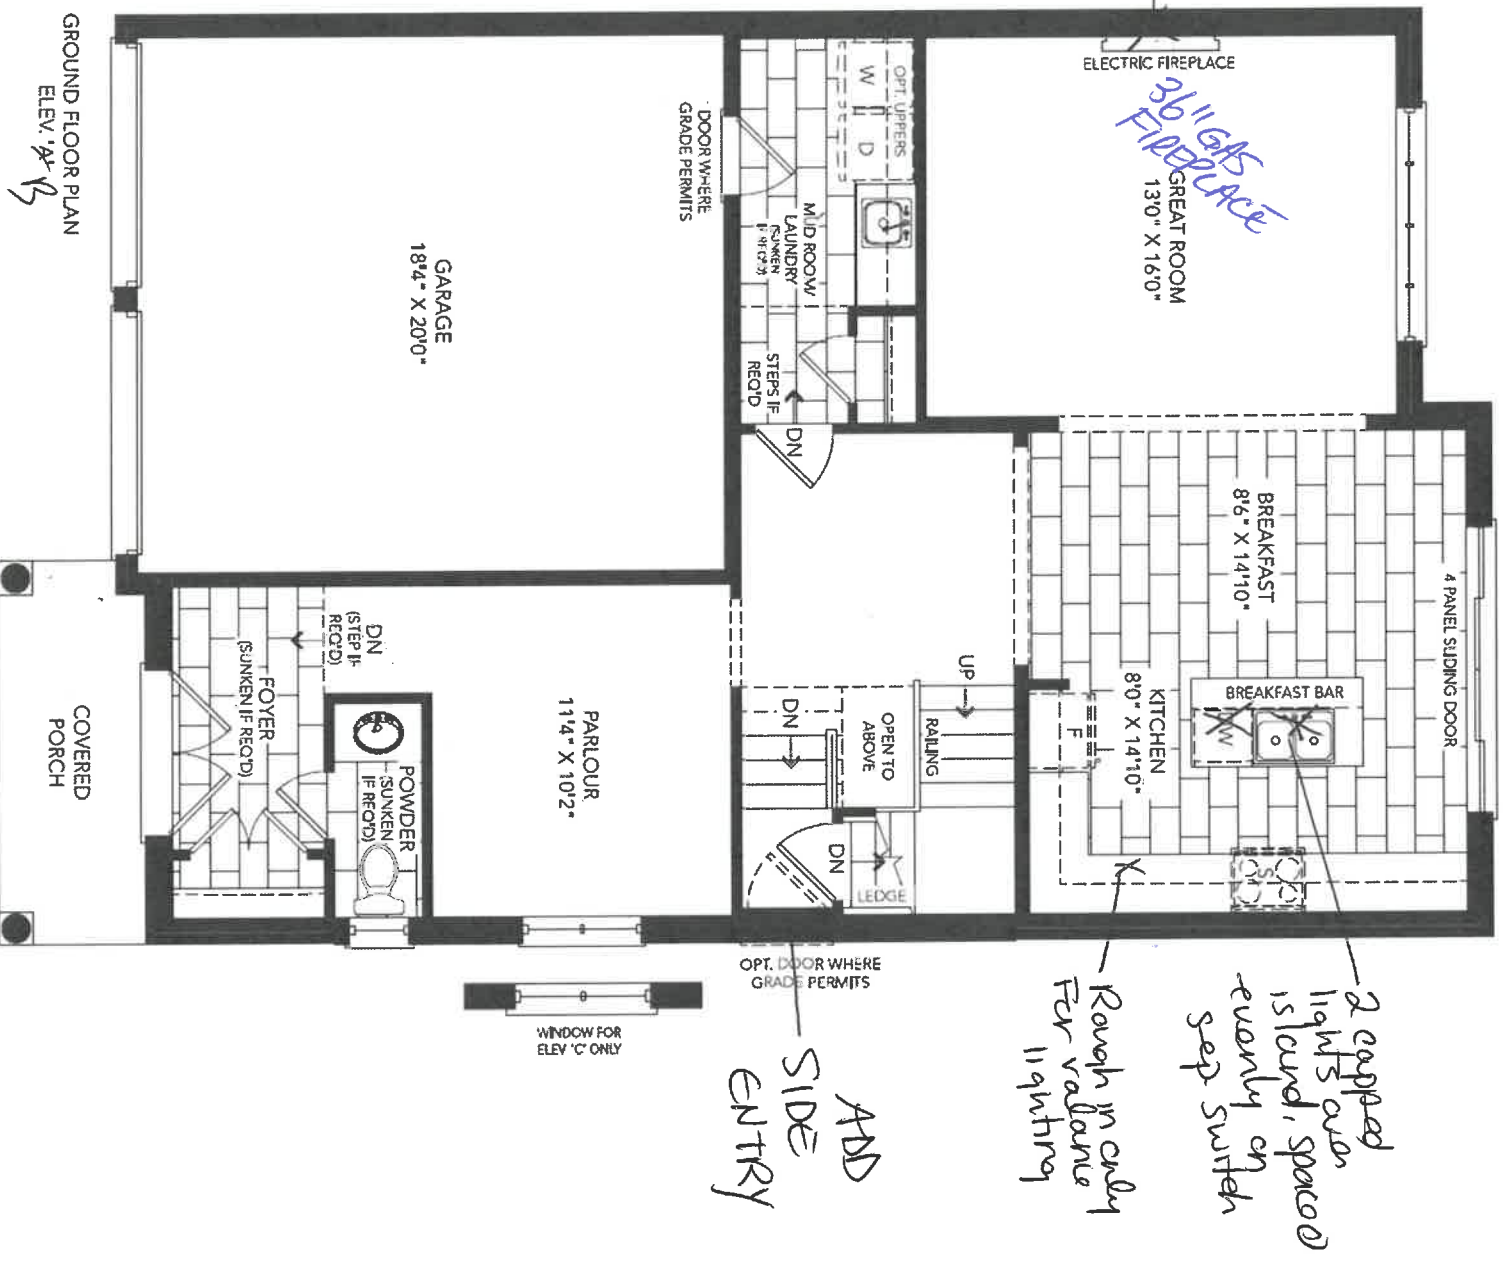 ELECTRIC FIREPLACE
36" GAS
FIREPLACE
GREAT ROOM
13'0" X 16'0"
OPT. UPPERS
W
D
MUD ROOM /
LAUNDRY
(SUNKEN
IF REQ'D)
DOOR WHERE
GRADE PERMITS
STEPS IF
REQ'D
DN
GARAGE
18'4" X 20'0"
GROUND FLOOR PLAN
ELEV. 'A' B
4 PANEL SLIDING DOOR
BREAKFAST
8'6" X 14'10"
BREAKFAST BAR
KITCHEN
8'0" X 14'10"
F
S
UP
RAILING
OPEN TO
ABOVE
DN
DN
LEDGE
PARLOUR
11'4" X 10'2"
DN
(STEP IF
REQ'D)
FOYER
(SUNKEN IF REQ'D)
POWDER
(SUNKEN
IF REQ'D)
COVERED
PORCH
OPT. DOOR WHERE
GRADE PERMITS
WINDOW FOR
ELEV 'C' ONLY
2 capped
lights over
island, spaced
evenly on
sep switch
Rough in only
For valance
lighting
ADD
SIDE
ENTRY